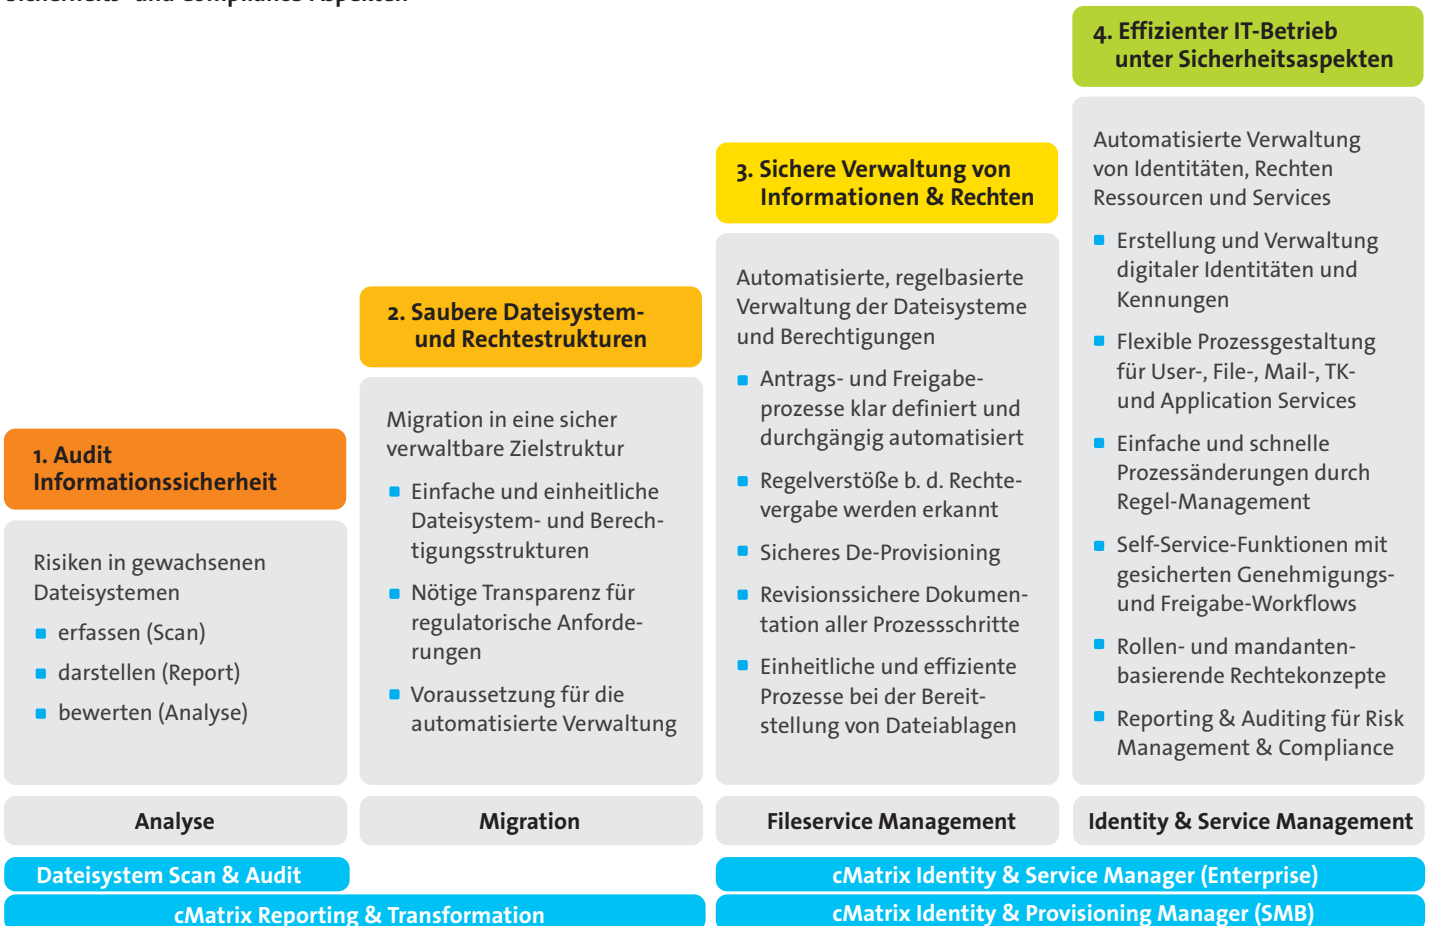 Sicherheits- und Compliance-Aspekten
4. Effizienter IT-Betrieb
unter Sicherheitsaspekten
Automatisierte Verwaltung
von Identitäten, Rechten
Ressourcen und Services
Erstellung und Verwaltung
digitaler Identitäten und
Kennungen
Flexible Prozessgestaltung
für User-, File-, Mail-, TK-
und Application Services
Einfache und schnelle
Prozessänderungen durch
Regel-Management
Self-Service-Funktionen mit
gesicherten Genehmigungs-
und Freigabe-Workflows
Rollen- und mandanten-
basierende Rechtekonzepte
Reporting & Auditing für Risk
Management & Compliance
3. Sichere Verwaltung von
Informationen & Rechten
Automatisierte, regelbasierte
Verwaltung der Dateisysteme
und Berechtigungen
Antrags- und Freigabe-
prozesse klar definiert und
durchgängig automatisiert
Regelverstöße b. d. Rechte-
vergabe werden erkannt
Sicheres De-Provisioning
Revisionssichere Dokumen-
tation aller Prozessschritte
Einheitliche und effiziente
Prozesse bei der Bereit-
stellung von Dateiablagen
2. Saubere Dateisystem-
und Rechtestrukturen
Migration in eine sicher
verwaltbare Zielstruktur
Einfache und einheitliche
Dateisystem- und Berech-
tigungsstrukturen
Nötige Transparenz für
regulatorische Anforde-
rungen
Voraussetzung für die
automatisierte Verwaltung
1. Audit
Informationssicherheit
Risiken in gewachsenen
Dateisystemen
erfassen (Scan)
darstellen (Report)
bewerten (Analyse)
Analyse
Migration
Fileservice Management
Identity & Service Management
Dateisystem Scan & Audit
cMatrix Identity & Service Manager (Enterprise)
cMatrix Reporting & Transformation
cMatrix Identity & Provisioning Manager (SMB)